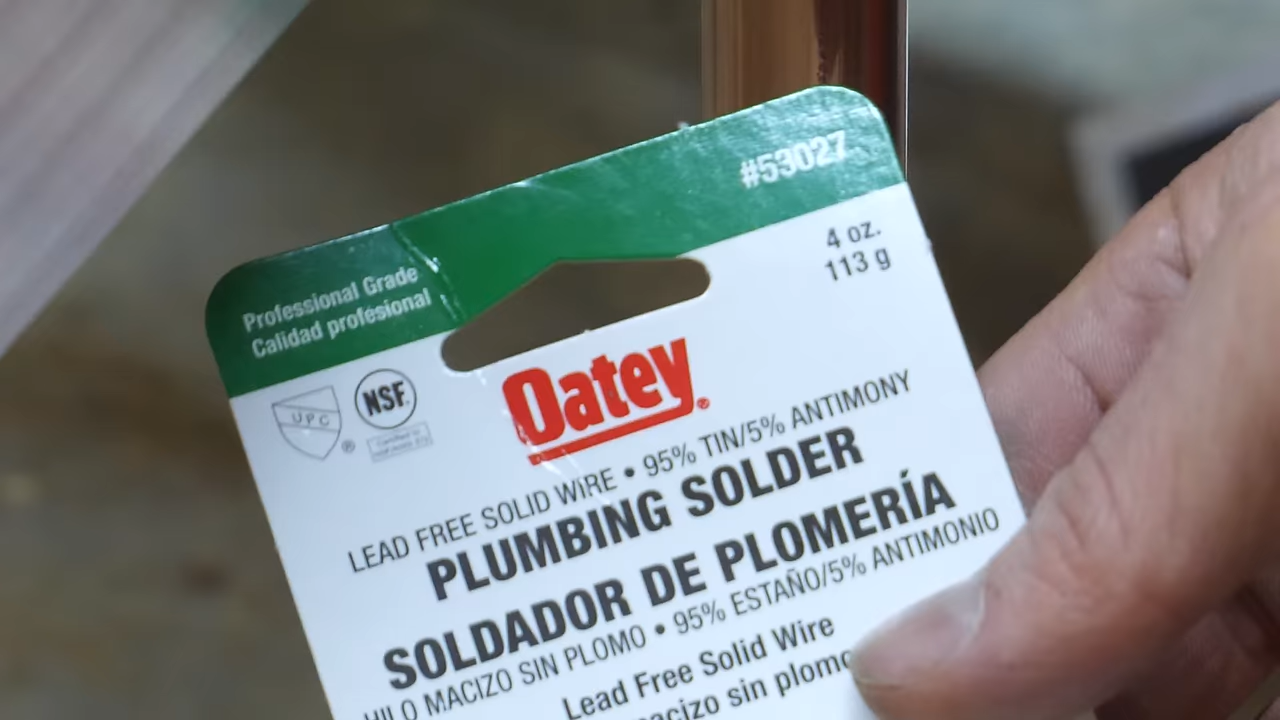 #53027
4 oz.
113 g
Professional Grade
Calidad profesional
UPC
®
NSF®
Oatey®
LEAD FREE SOLID WIRE • 95% TIN/5% ANTIMONY
PLUMBING SOLDER
SOLDADOR DE PLOMERÍA
HILO MACIZO SIN PLOMO • 95% ESTAÑO/5% ANTIMONIO
Lead Free Solid Wire
macizo sin plomo